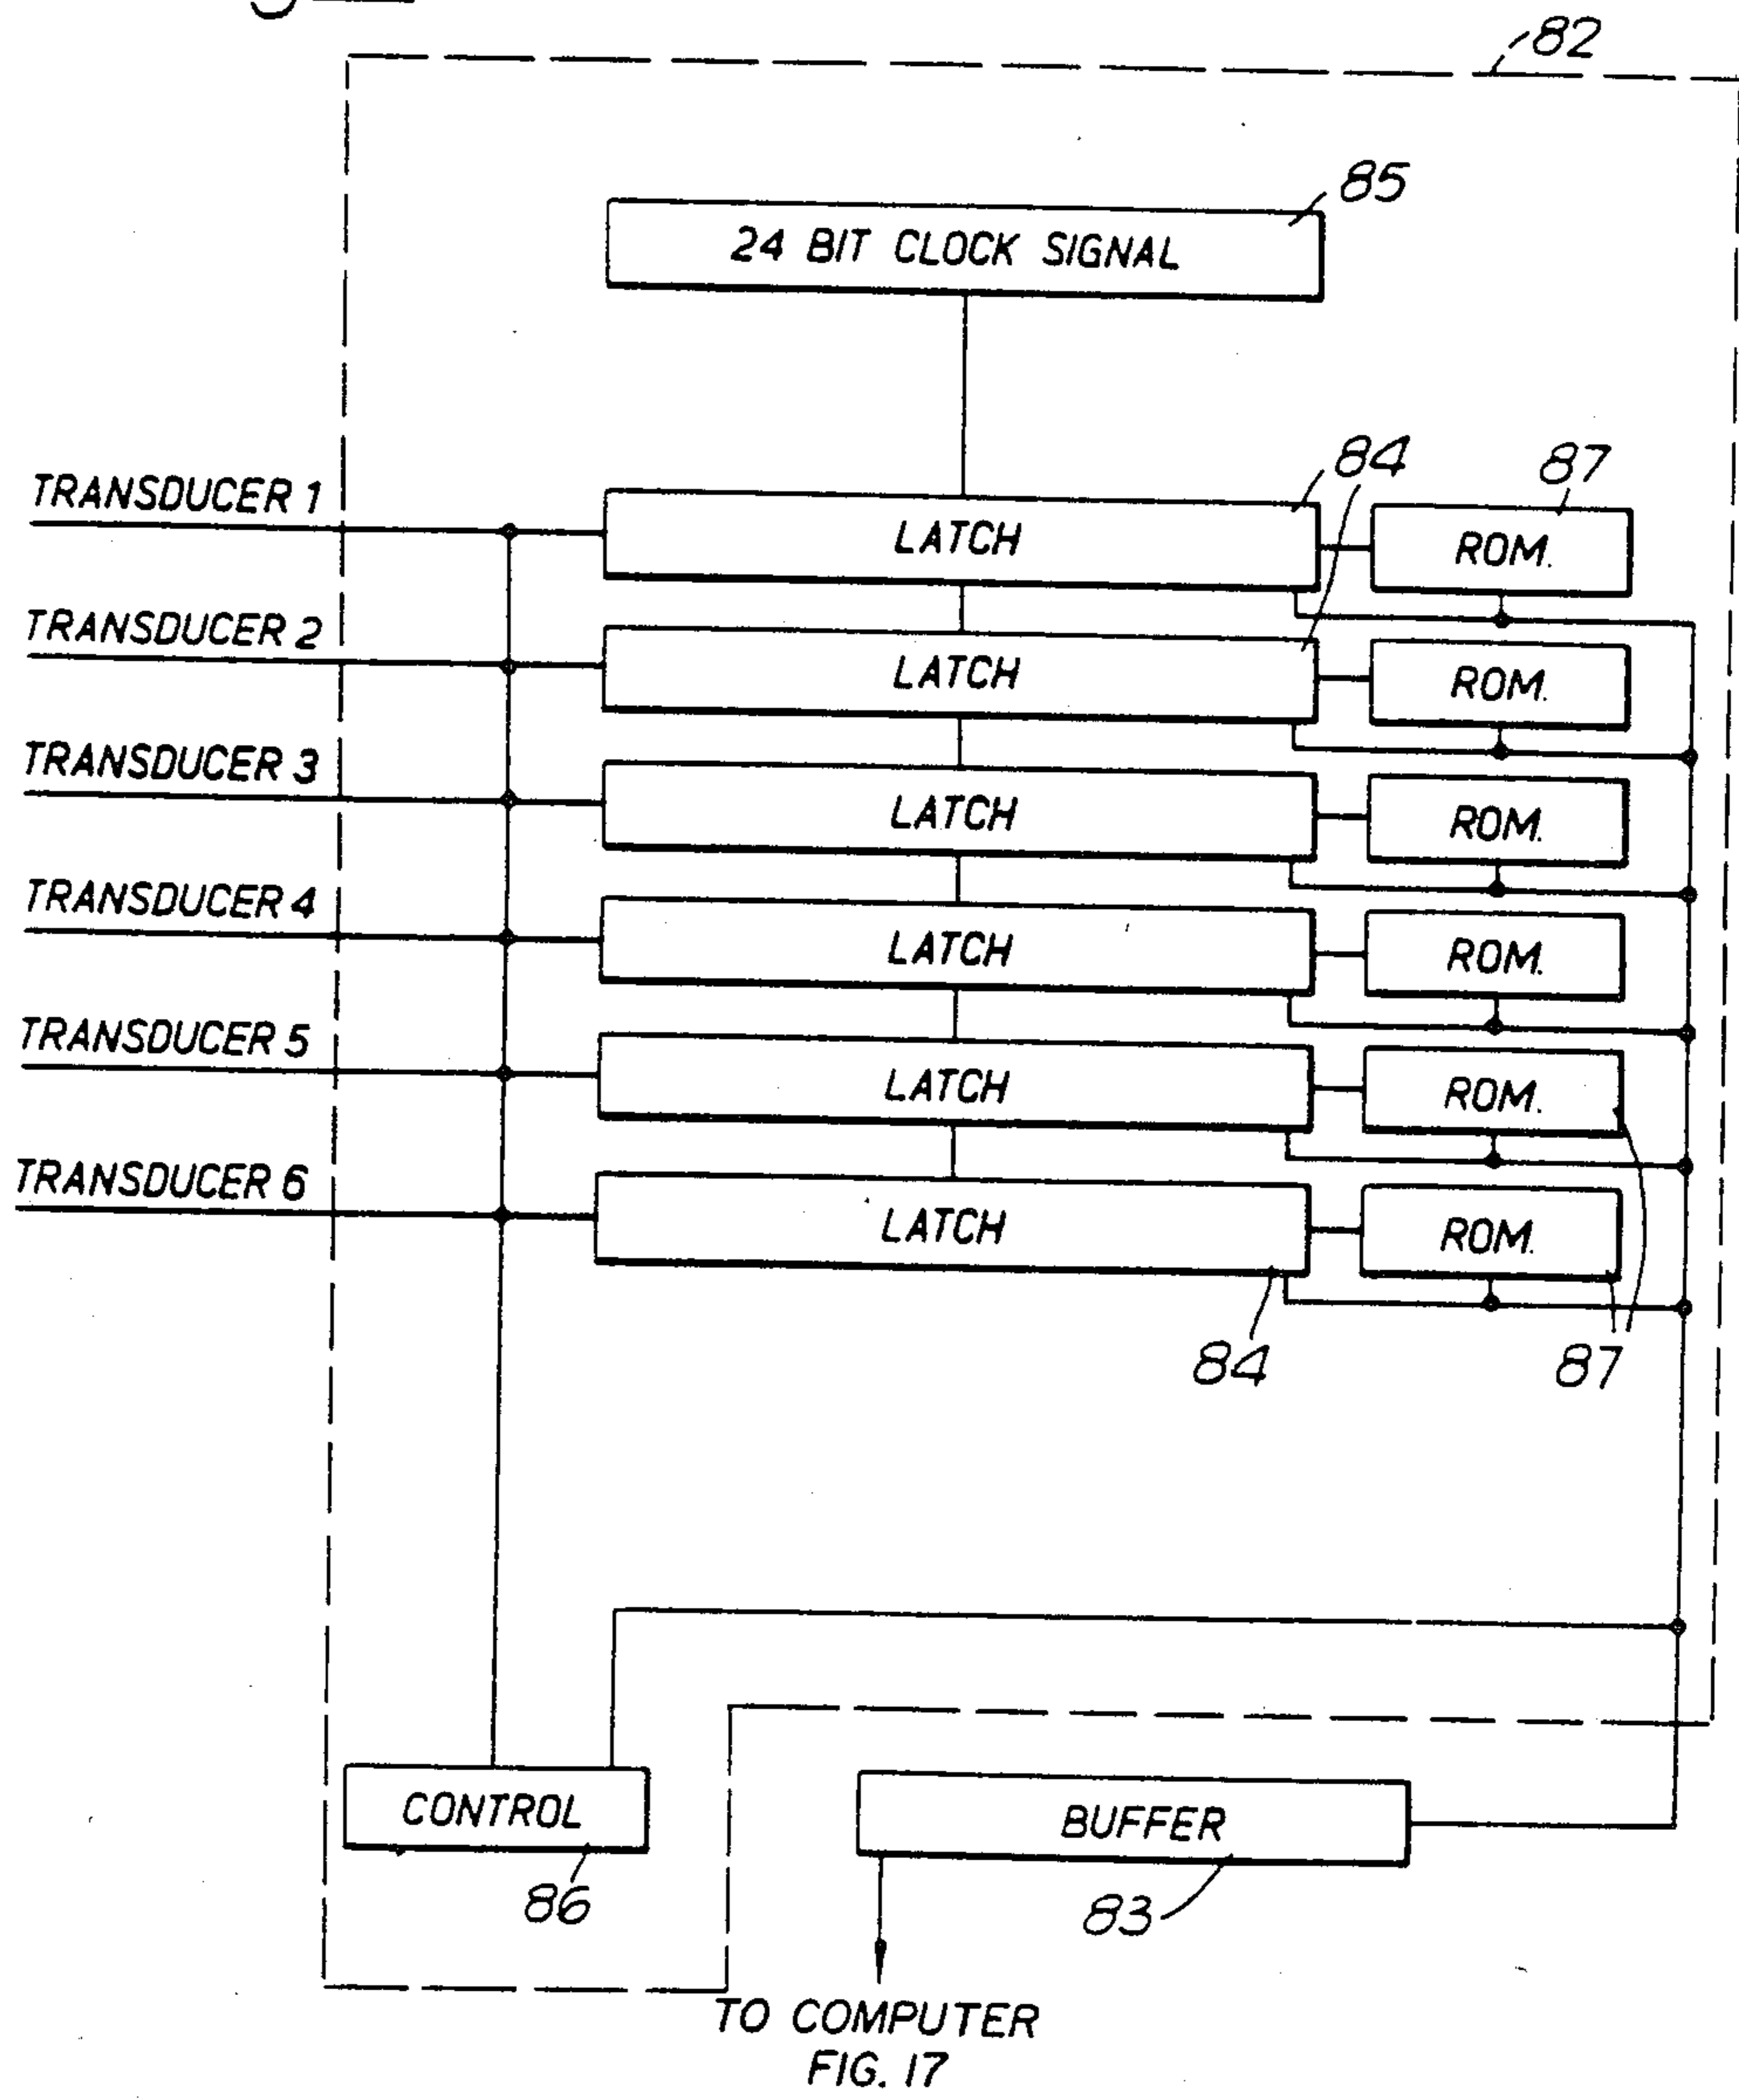 82
85
24 BIT CLOCK SIGNAL
84
87
TRANSDUCER 1
LATCH
ROM.
TRANSDUCER 2
LATCH
ROM.
TRANSDUCER 3
LATCH
ROM.
TRANSDUCER 4
LATCH
ROM.
TRANSDUCER 5
LATCH
ROM.
TRANSDUCER 6
LATCH
ROM.
84
87
CONTROL
BUFFER
86
83
TO COMPUTER
FIG. 17